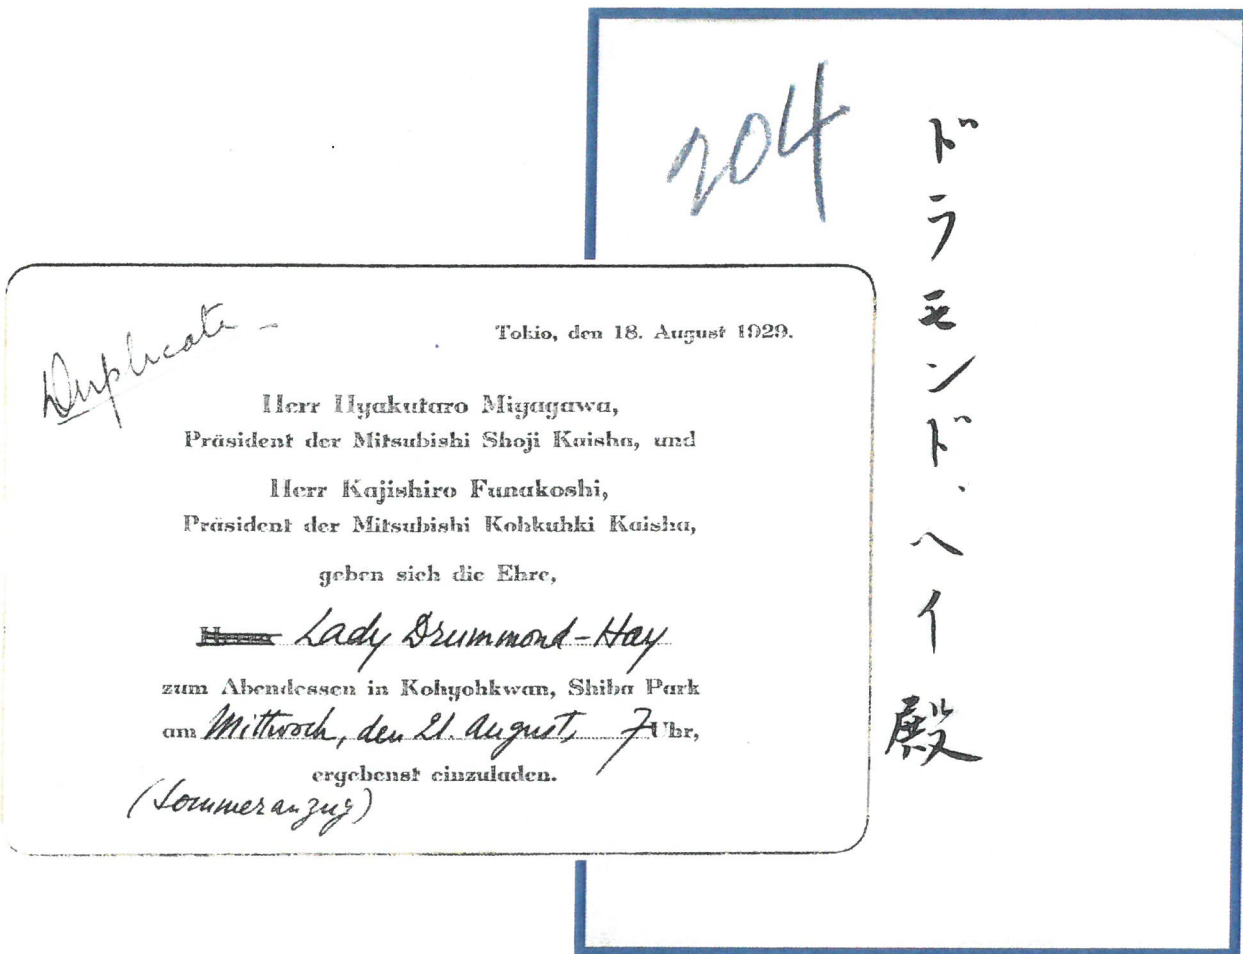 204
ドラモンド、ヘイ殿
Duplicate –
Tokio, den 18. August 1929.
Herr Hyakutaro Miyagawa,
Präsident der Mitsubishi Shoji Kaisha, und
Herr Kajishiro Funakoshi,
Präsident der Mitsubishi Kohkuhki Kaisha,
geben sich die Ehre,
Lady Drummond-Hay
zum Abendessen in Kohyohkwan, Shiba Park
am Mittwoch, den 21. August, 7 Uhr,
ergebenst einzuladen.
(Sommeranzug)